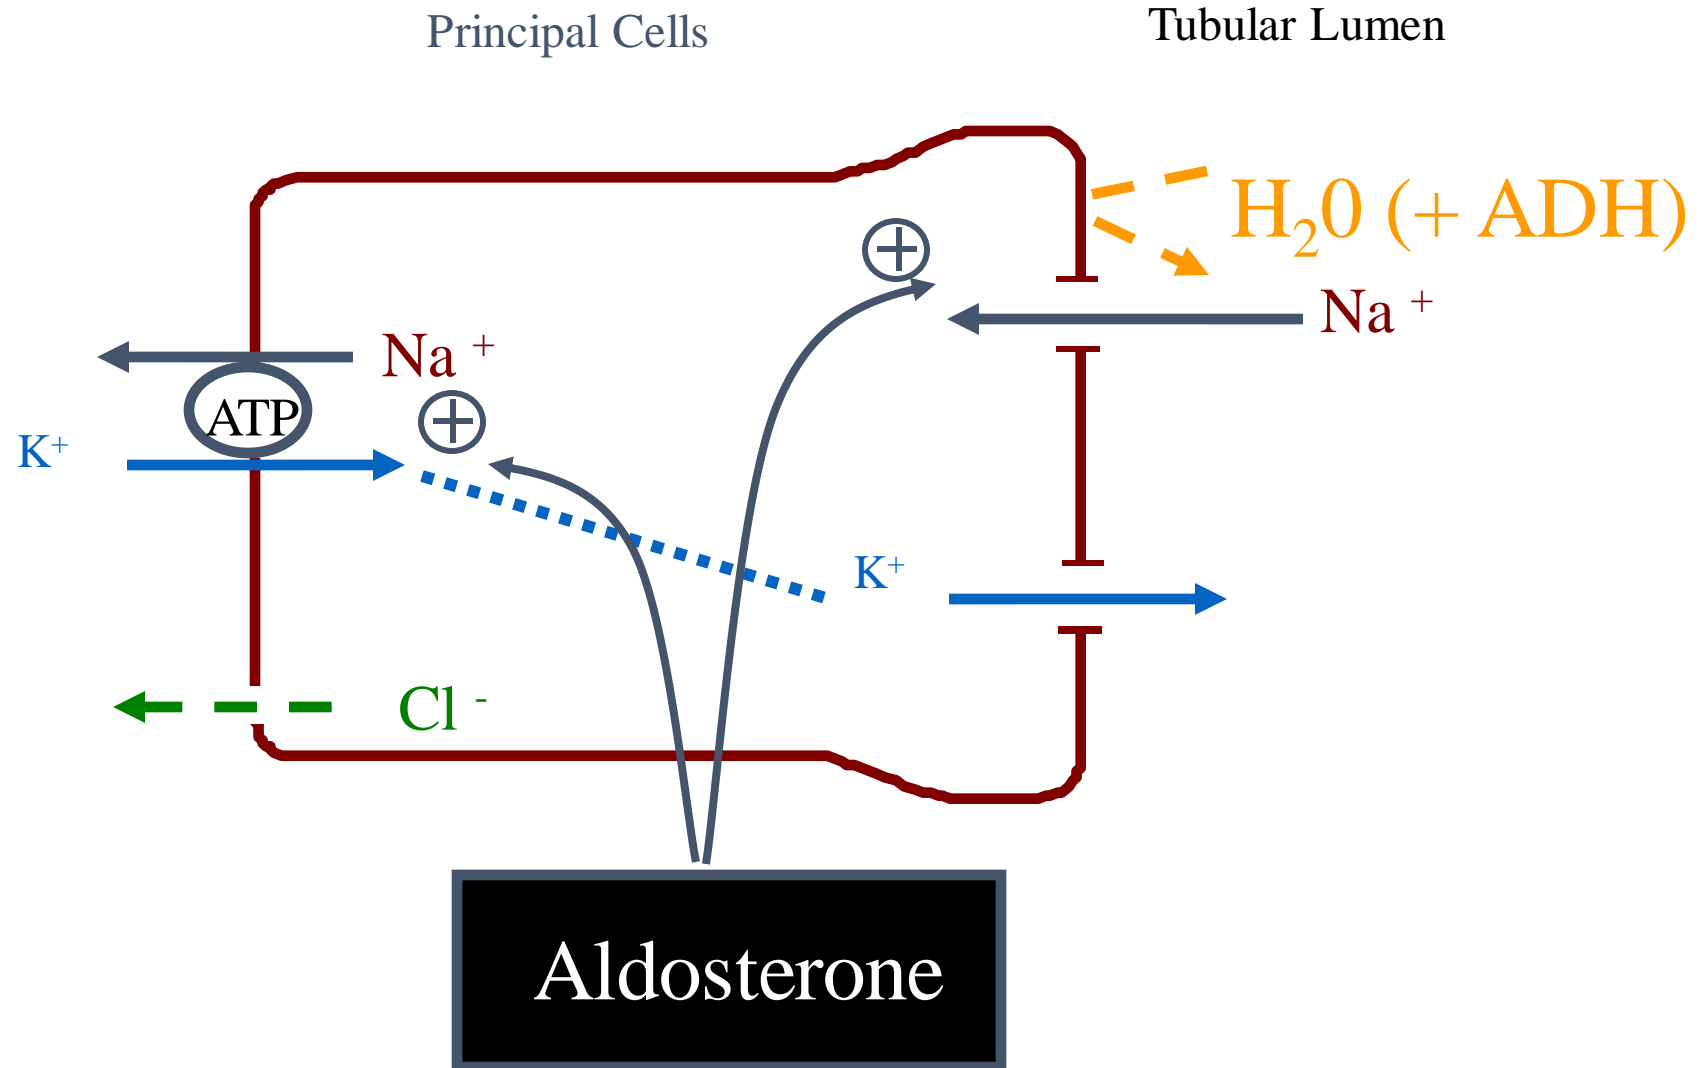 Principal Cells
Tubular Lumen
H₂0 (+ ADH)
Na +
Na +
ATP
K+
K+
Cl -
Aldosterone